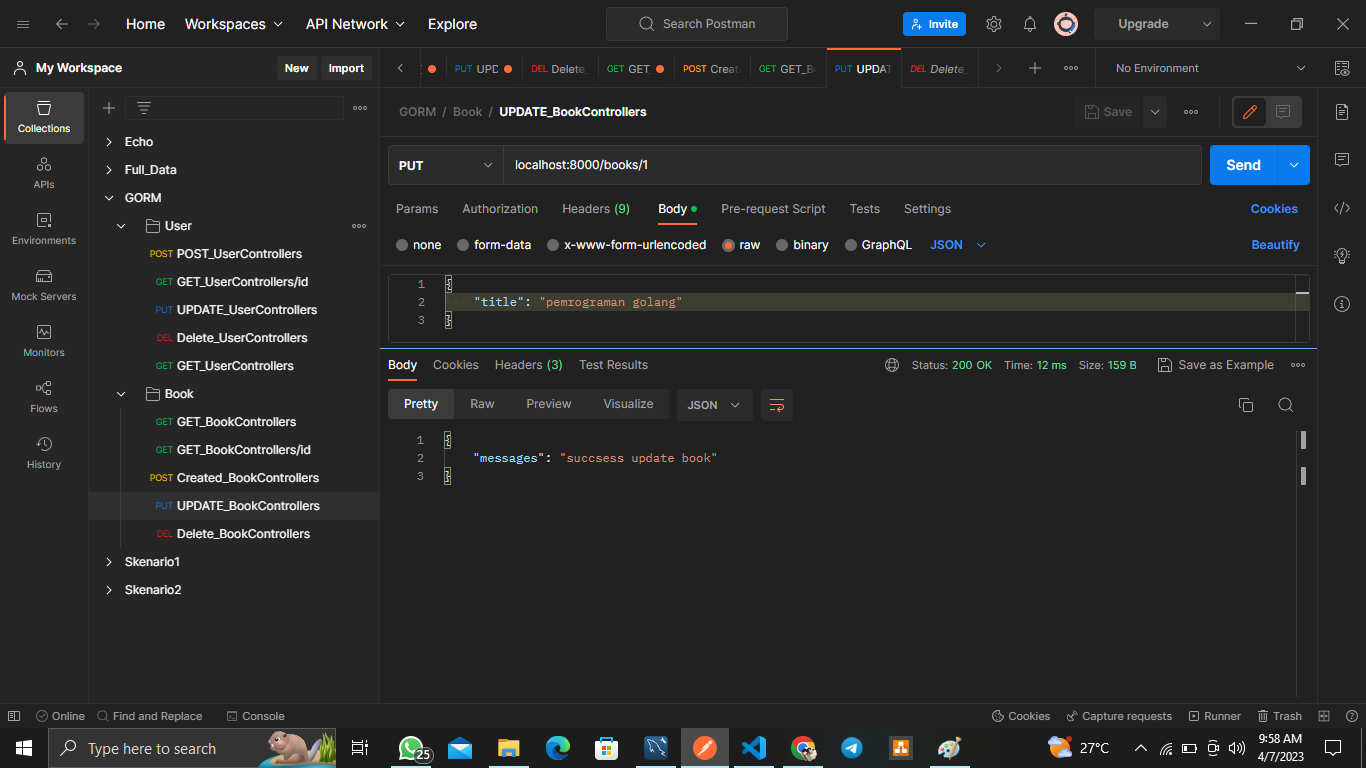 Home Workspaces API Network Explore Search Postman Invite Upgrade
My Workspace New Import
UPC Delete_ GET_ Creat GET_B UPDAT Delete_ No Environment
PUT DEL GET POST GET PUT DEL
Collections
APIs
Environments
Mock Servers
Monitors
Flows
History
Echo
Full_Data
GORM
User
POST POST_UserControllers
GET GET_UserControllers/id
PUT UPDATE_UserControllers
DEL Delete_UserControllers
GET GET_UserControllers
Book
GET GET_BookControllers
GET GET_BookControllers/id
POST Created_BookControllers
PUT UPDATE_BookControllers
DEL Delete_BookControllers
Skenario1
Skenario2
GORM / Book / UPDATE_BookControllers Save
PUT localhost:8000/books/1 Send
Params Authorization Headers (9) Body Pre-request Script Tests Settings Cookies
none form-data x-www-form-urlencoded raw binary GraphQL JSON Beautify
1 {
2 "title": "pemrograman golang"
3 }
Body Cookies Headers (3) Test Results Status: 200 OK Time: 12 ms Size: 159 B Save as Example
Pretty Raw Preview Visualize JSON
1 {
2 "messages": "succsess update book"
3 }
Online Find and Replace Console Cookies Capture requests Runner Trash
Type here to search 25 27°C 9:58 AM
4/7/2023